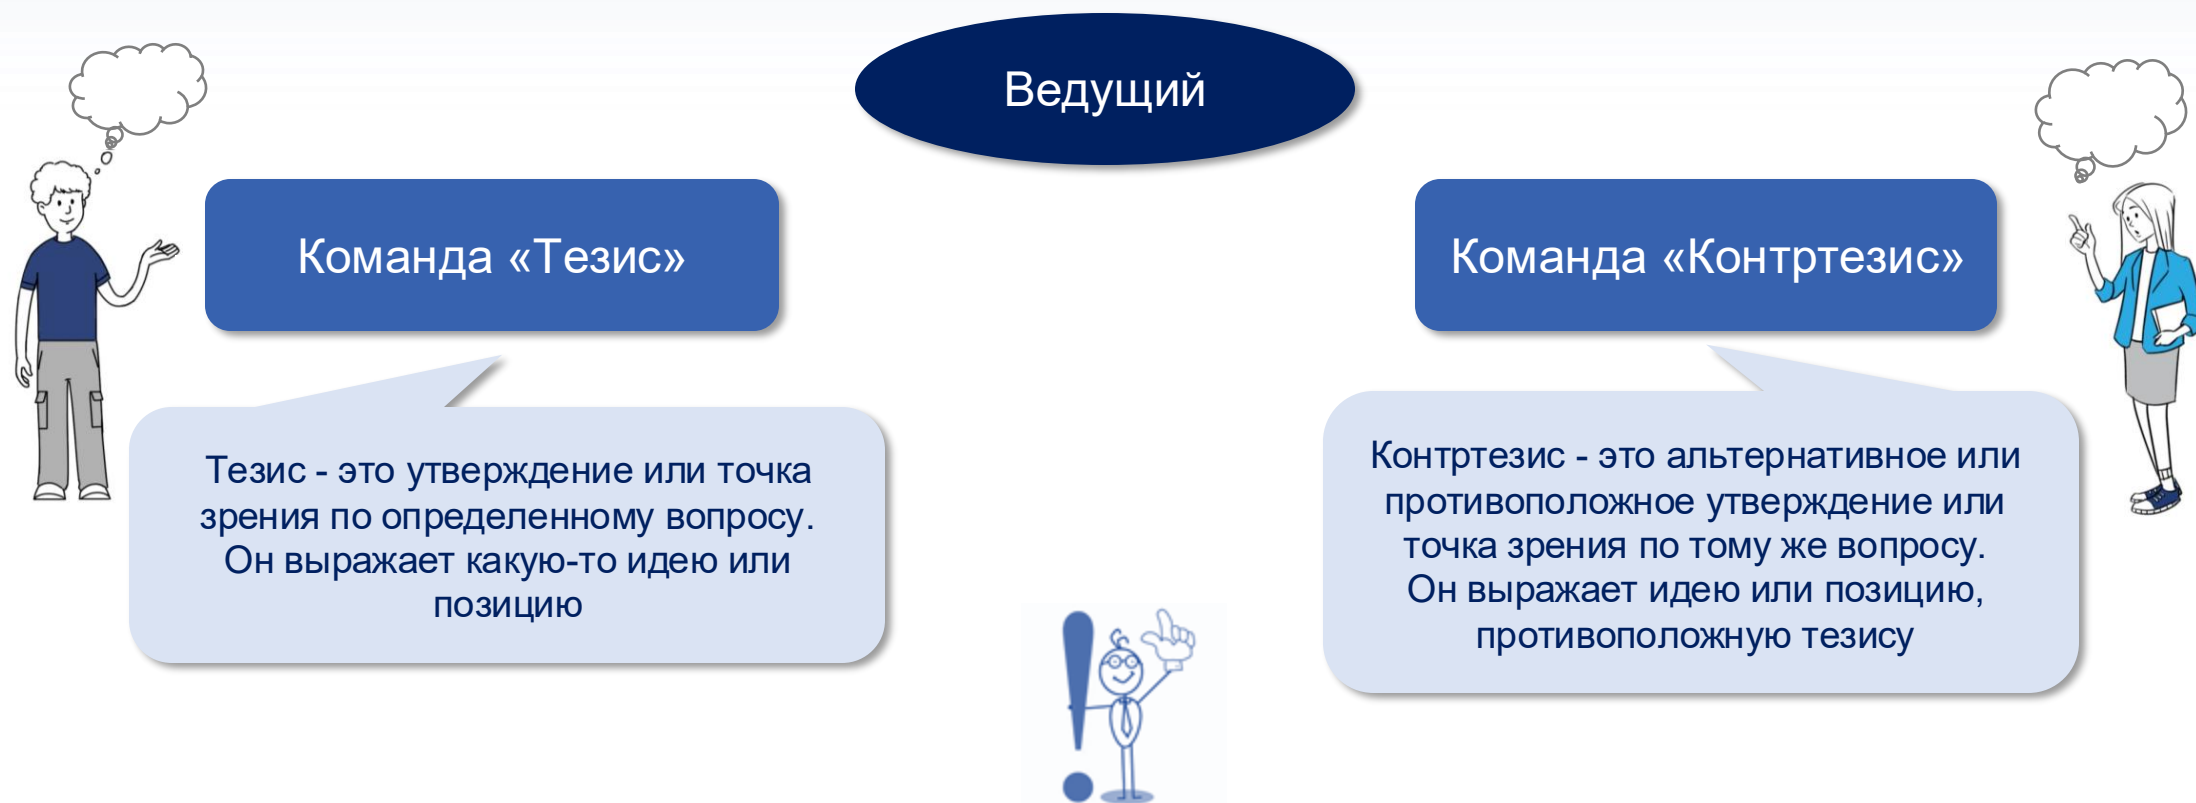 Ведущий
Команда «Тезис»
Команда «Контртезис»
Тезис - это утверждение или точка
зрения по определенному вопросу.
Он выражает какую-то идею или
позицию
Контртезис - это альтернативное или
противоположное утверждение или
точка зрения по тому же вопросу.
Он выражает идею или позицию,
противоположную тезису